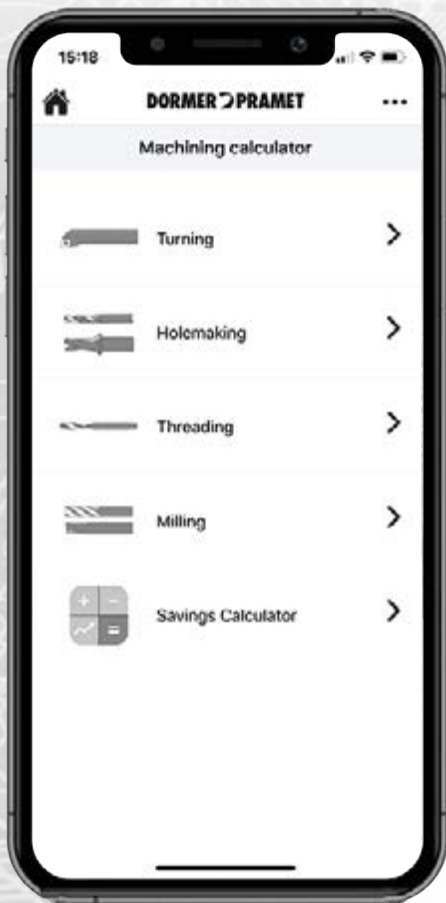 15:18
DORMER PRAMET
Machining calculator
Turning
Holemaking
Threading
Milling
Savings Calculator